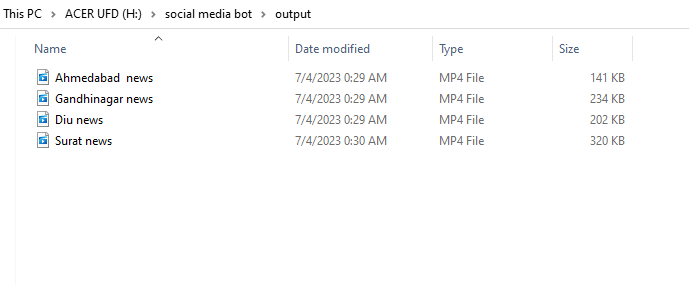 This PC > ACER UFD (H:) > social media bot > output
Name Date modified Type Size
Ahmedabad  news 7/4/2023 0:29 AM MP4 File 141 KB
Gandhinagar news 7/4/2023 0:29 AM MP4 File 234 KB
Diu news 7/4/2023 0:29 AM MP4 File 202 KB
Surat news 7/4/2023 0:30 AM MP4 File 320 KB